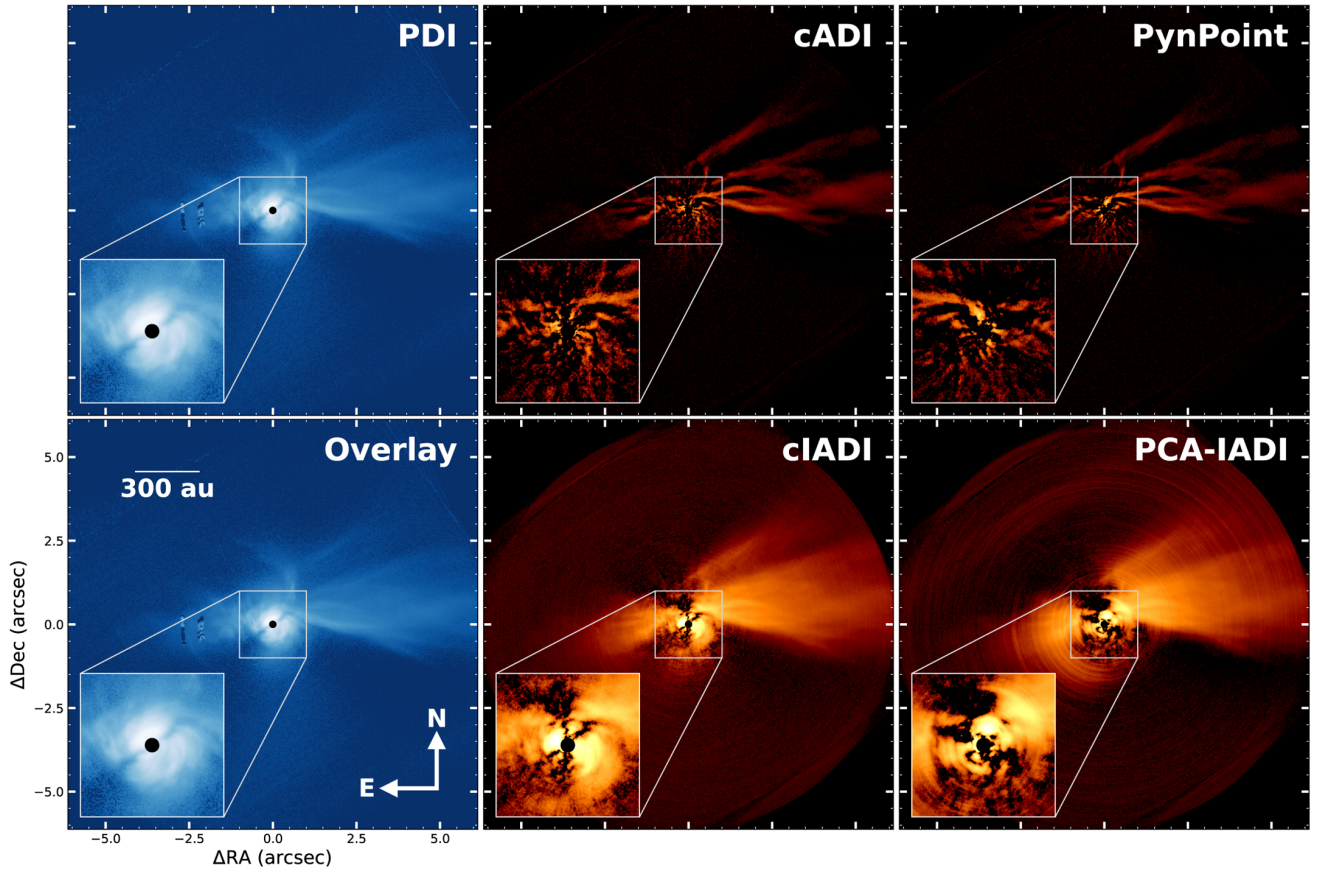 PDI
cADI
PynPoint
Overlay
cIADI
PCA-IADI
300 au
N
E
5.0
2.5
0.0
−2.5
−5.0
ΔDec (arcsec)
−5.0
−2.5
0.0
2.5
5.0
ΔRA (arcsec)